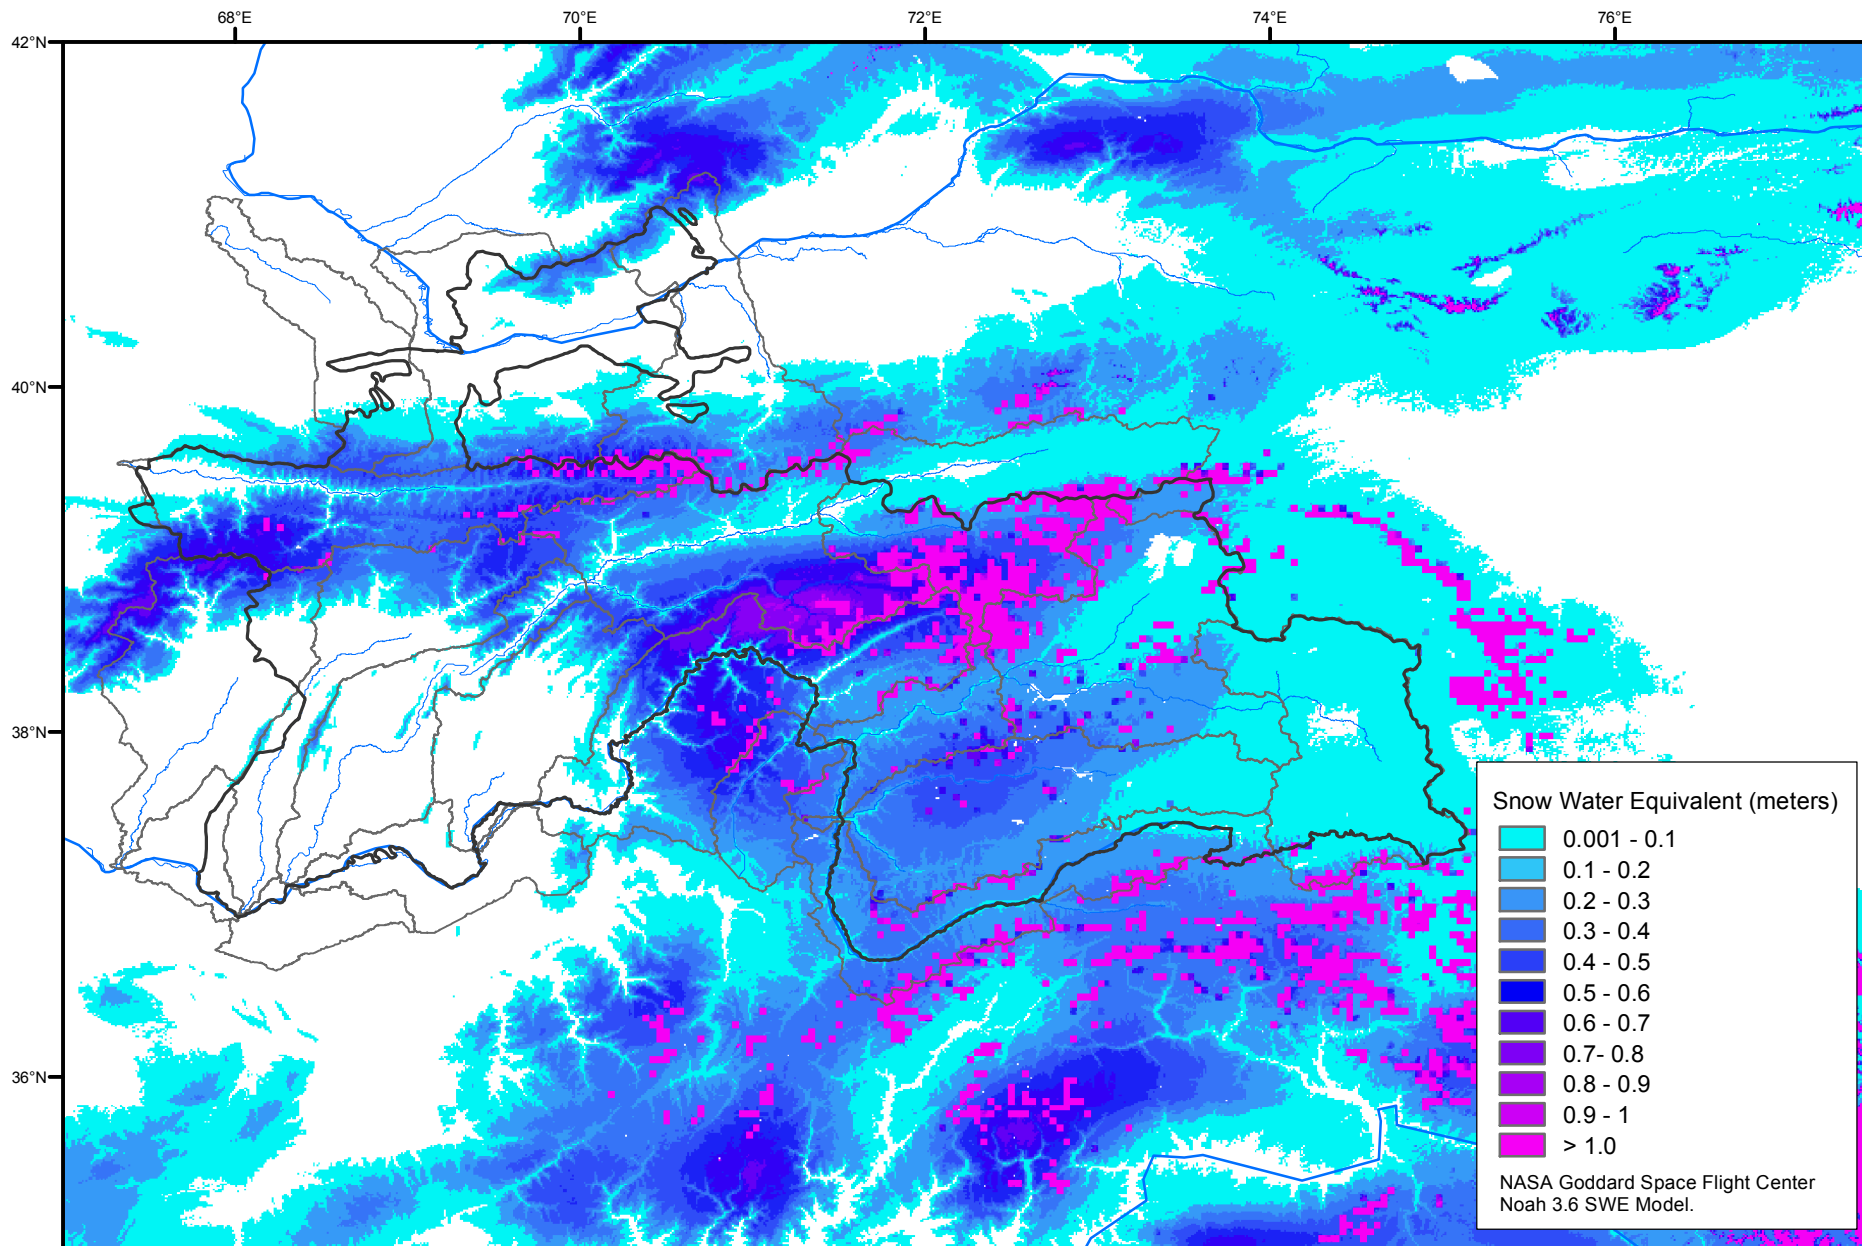 68°E
70°E
72°E
74°E
76°E
42°N
40°N
38°N
36°N
Snow Water Equivalent (meters)
0.001 - 0.1
0.1 - 0.2
0.2 - 0.3
0.3 - 0.4
0.4 - 0.5
0.5 - 0.6
0.6 - 0.7
0.7- 0.8
0.8 - 0.9
0.9 - 1
> 1.0
NASA Goddard Space Flight Center
Noah 3.6 SWE Model.